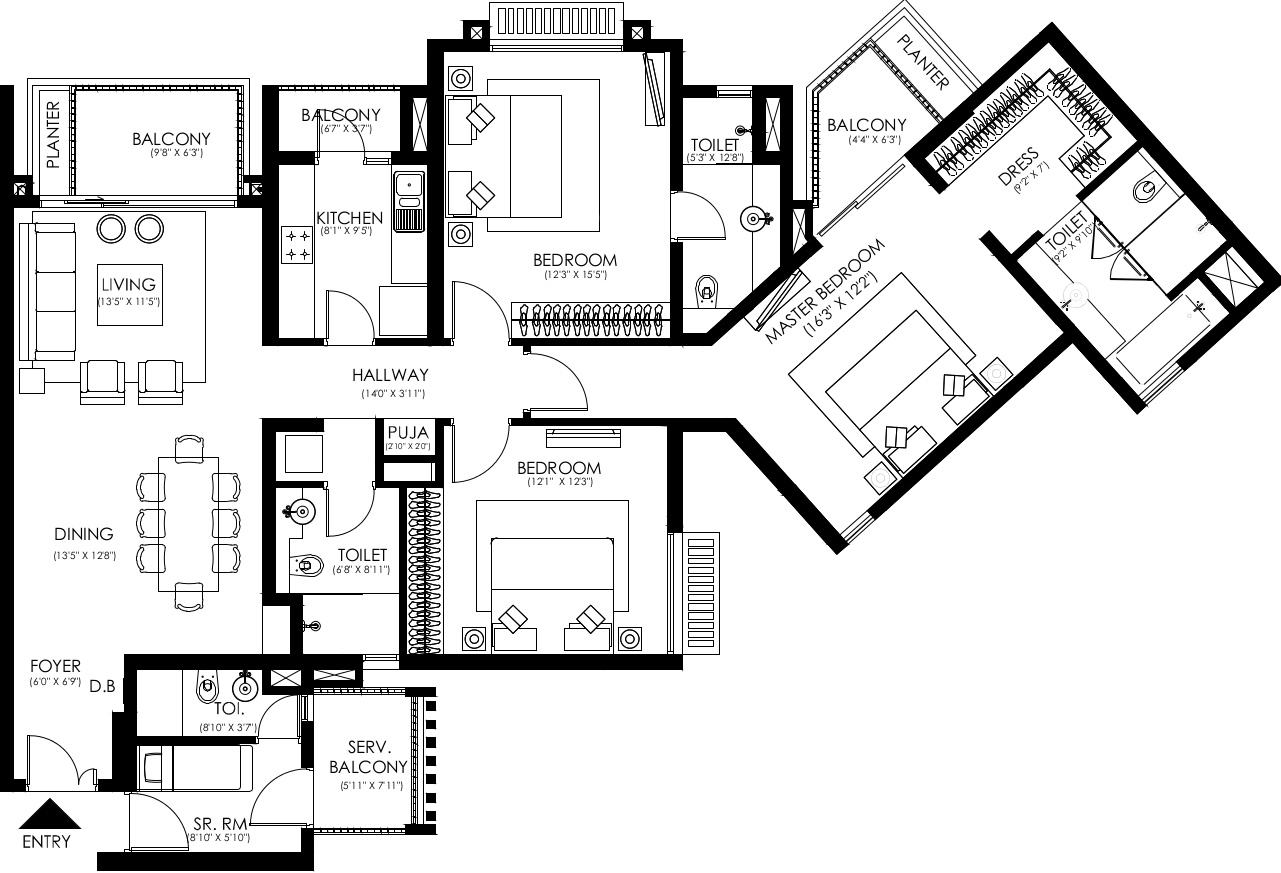 PLANTER
BALCONY
(9'8" X 6'3")
BALCONY
(6'7" X 3'7")
TOILET
(5'3" X 12'8")
BALCONY
(4'4" X 6'3")
PLANTER
DRESS
(9'2" X 7')
TOILET
(9'2" X 9'10")
KITCHEN
(8'1" X 9'5")
BEDROOM
(12'3" X 15'5")
LIVING
(13'5" X 11'5")
MASTER BEDROOM
(16'3" X 12'2")
HALLWAY
(14'0" X 3'11")
PUJA
(2'10" X 2'0")
BEDROOM
(12'1" X 12'3")
DINING
(13'5" X 12'8")
TOILET
(6'8" X 8'11")
FOYER
(6'0" X 6'9")
D.B
TOI.
(8'10" X 3'7")
SERV.
BALCONY
(5'11" X 7'11")
SR. RM
(8'10" X 5'10")
ENTRY